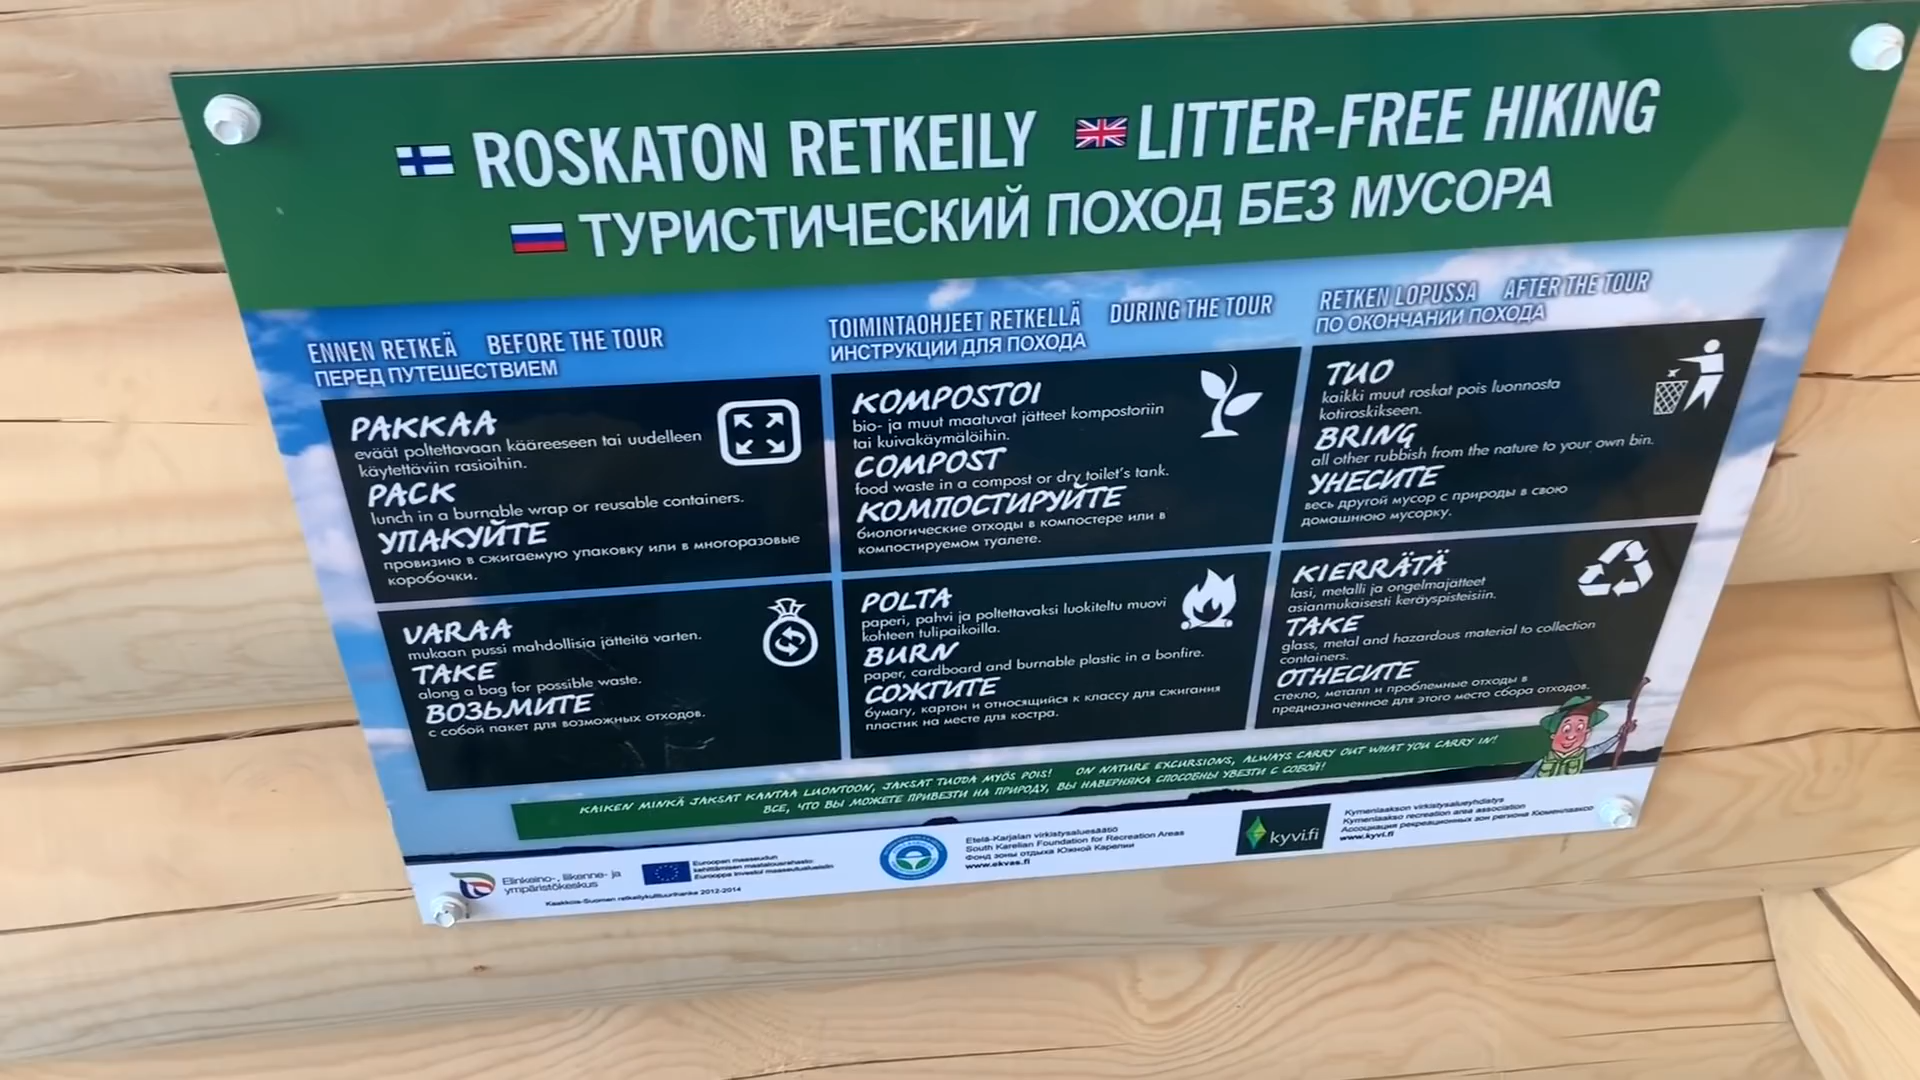 ROSKATON RETKEILY LITTER-FREE HIKING
ТУРИСТИЧЕСКИЙ ПОХОД БЕЗ МУСОРА
ENNEN RETKEÄ BEFORE THE TOUR
ПЕРЕД ПУТЕШЕСТВИЕМ
PAKKAA
eväät poltettavaan kääreeseen tai uudelleen
käytettäviin rasioihin.
PACK
lunch in a burnable wrap or reusable containers.
УПАКУЙТЕ
провизию в сжигаемую упаковку или в многоразовые
коробочки.
VARAA
mukaan pussi mahdollisia jätteitä varten.
TAKE
along a bag for possible waste.
ВОЗЬМИТЕ
с собой пакет для возможных отходов.
TOIMINTAOHJEET RETKELLÄ DURING THE TOUR
ИНСТРУКЦИИ ДЛЯ ПОХОДА
KOMPOSTOI
bio- ja muut maatuvat jätteet kompostoriin
tai kuivakäymälöihin.
COMPOST
food waste in a compost or dry toilet's tank.
КОМПОСТИРУЙТЕ
биологические отходы в компостере или в
компостируемом туалете.
POLTA
paperi, pahvi ja poltettavaksi luokiteltu muovi
kohteen tulipaikoilla.
BURN
paper, cardboard and burnable plastic in a bonfire.
СОЖГИТЕ
бумагу, картон и относящийся к классу для сжигания
пластик на месте для костра.
RETKEN LOPUSSA AFTER THE TOUR
ПО ОКОНЧАНИИ ПОХОДА
TUO
kaikki muut roskat pois luonnosta
kotiroskikseen.
BRING
all other rubbish from the nature to your own bin.
УНЕСИТЕ
весь другой мусор с природы в свою
домашнюю мусорку.
KIERRÄTÄ
lasi, metalli ja ongelmajätteet
asianmukaisesti keräyspisteisiin.
TAKE
glass, metal and hazardous material to collection
containers.
ОТНЕСИТЕ
стекло, металл и проблемные отходы в
предназначенное для этого место сбора отходов.
KAIKEN MINKÄ JAKSAT KANTAA LUONTOON, JAKSAT TUODA MYÖS POIS! ON NATURE EXCURSIONS, ALWAYS CARRY OUT WHAT YOU CARRY IN!
ВСЕ, ЧТО ВЫ МОЖЕТЕ ПРИВЕЗТИ НА ПРИРОДУ, ВЫ НАВЕРНЯКА СПОСОБНЫ УВЕЗТИ С СОБОЙ!
Elinkeino-, liikenne- ja
ympäristökeskus
Euroopan maaseudun
kehittämisen maatalousrahasto:
Eurooppa investoi maaseutualueisiin
Kaakkois-Suomen retkeilykulttuurihanke 2012-2014
Etelä-Karjalan virkistysaluesäätiö
South Karelian Foundation for Recreation Areas
Фонд зоны отдыха Южной Карелии
www.ekvas.fi
kyvi.fi
Kymenlaakson virkistysalueyhdistys
Kymenlaakso recreation area association
Ассоциация рекреационных зон региона Кюменлааксо
www.kyvi.fi